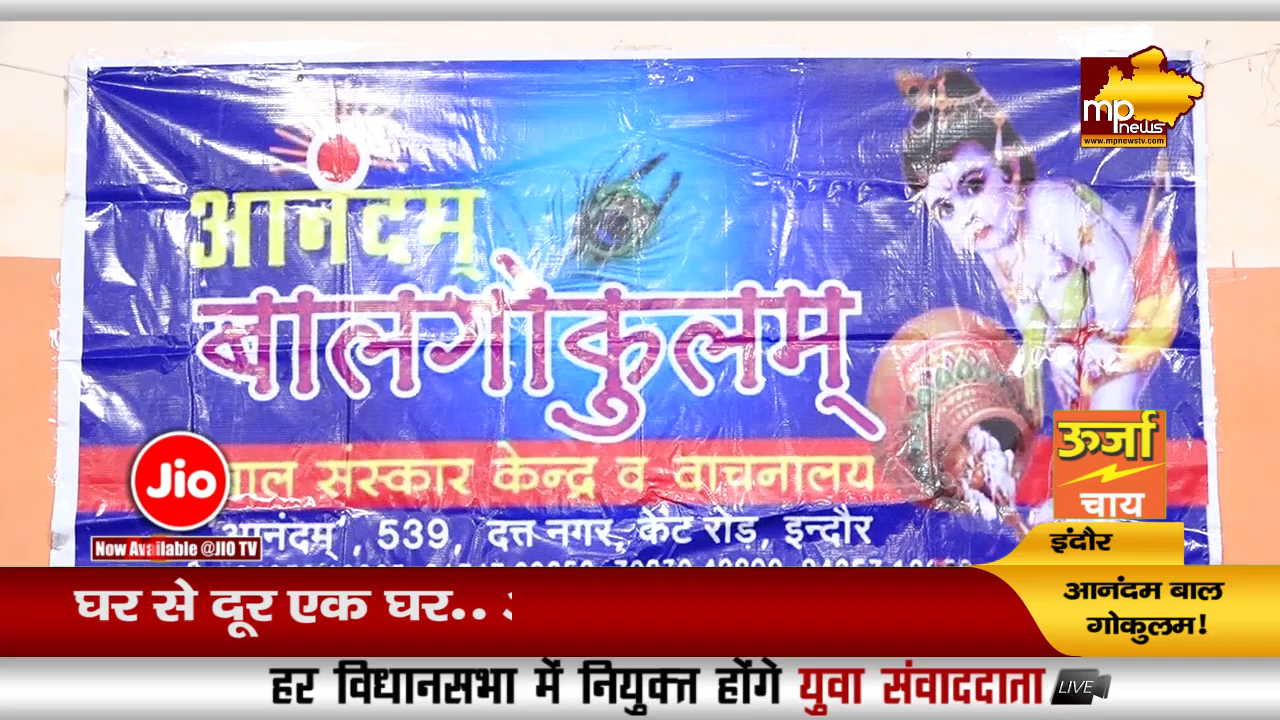 mp
news
www.mpnewstv.com
आनंदम्
बालगोकुलम्
बाल संस्कार केन्द्र व वाचनालय
आनंदम् , 539, दत्त नगर, केट रोड़, इन्दौर
Jio
Now Available @JIO TV
ऊर्जा
चाय
इंदौर
घर से दूर एक घर..
आनंदम बाल
गोकुलम!
हर विधानसभा में नियुक्त होंगे युवा संवाददाता
LIVE